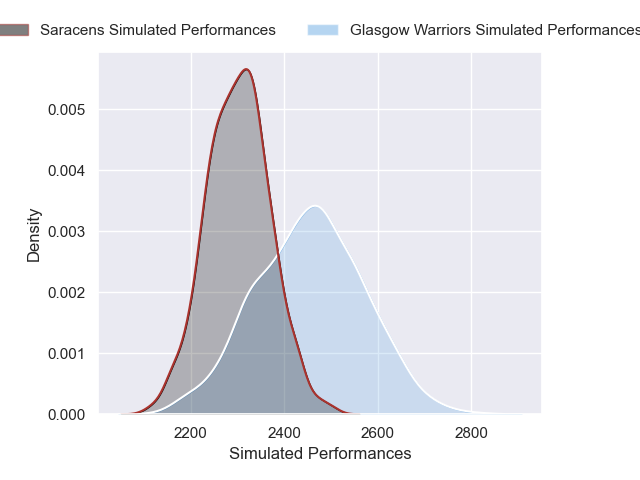 Saracens Simulated Performances Glasgow Warriors Simulated Performances
0.005
0.004
0.003
0.002
0.001
0.000
Density
2200 2400 2600 2800
Simulated Performances